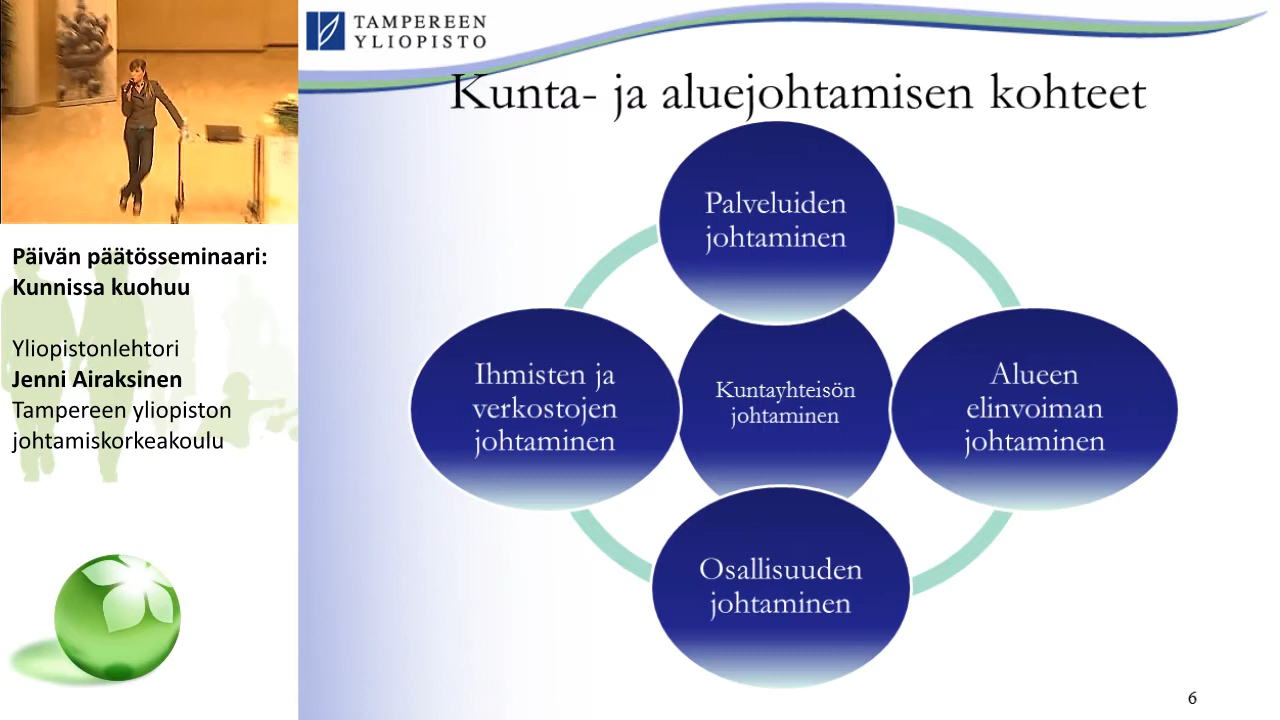 TAMPEREEN
YLIOPISTO
Kunta- ja aluejohtamisen kohteet
Palveluiden
johtaminen
Ihmisten ja
verkostojen
johtaminen
Kuntayhteisön
johtaminen
Alueen
elinvoiman
johtaminen
Osallisuuden
johtaminen
6
Päivän päätösseminaari:
Kunnissa kuohuu
Yliopistonlehtori
Jenni Airaksinen
Tampereen yliopiston
johtamiskorkeakoulu